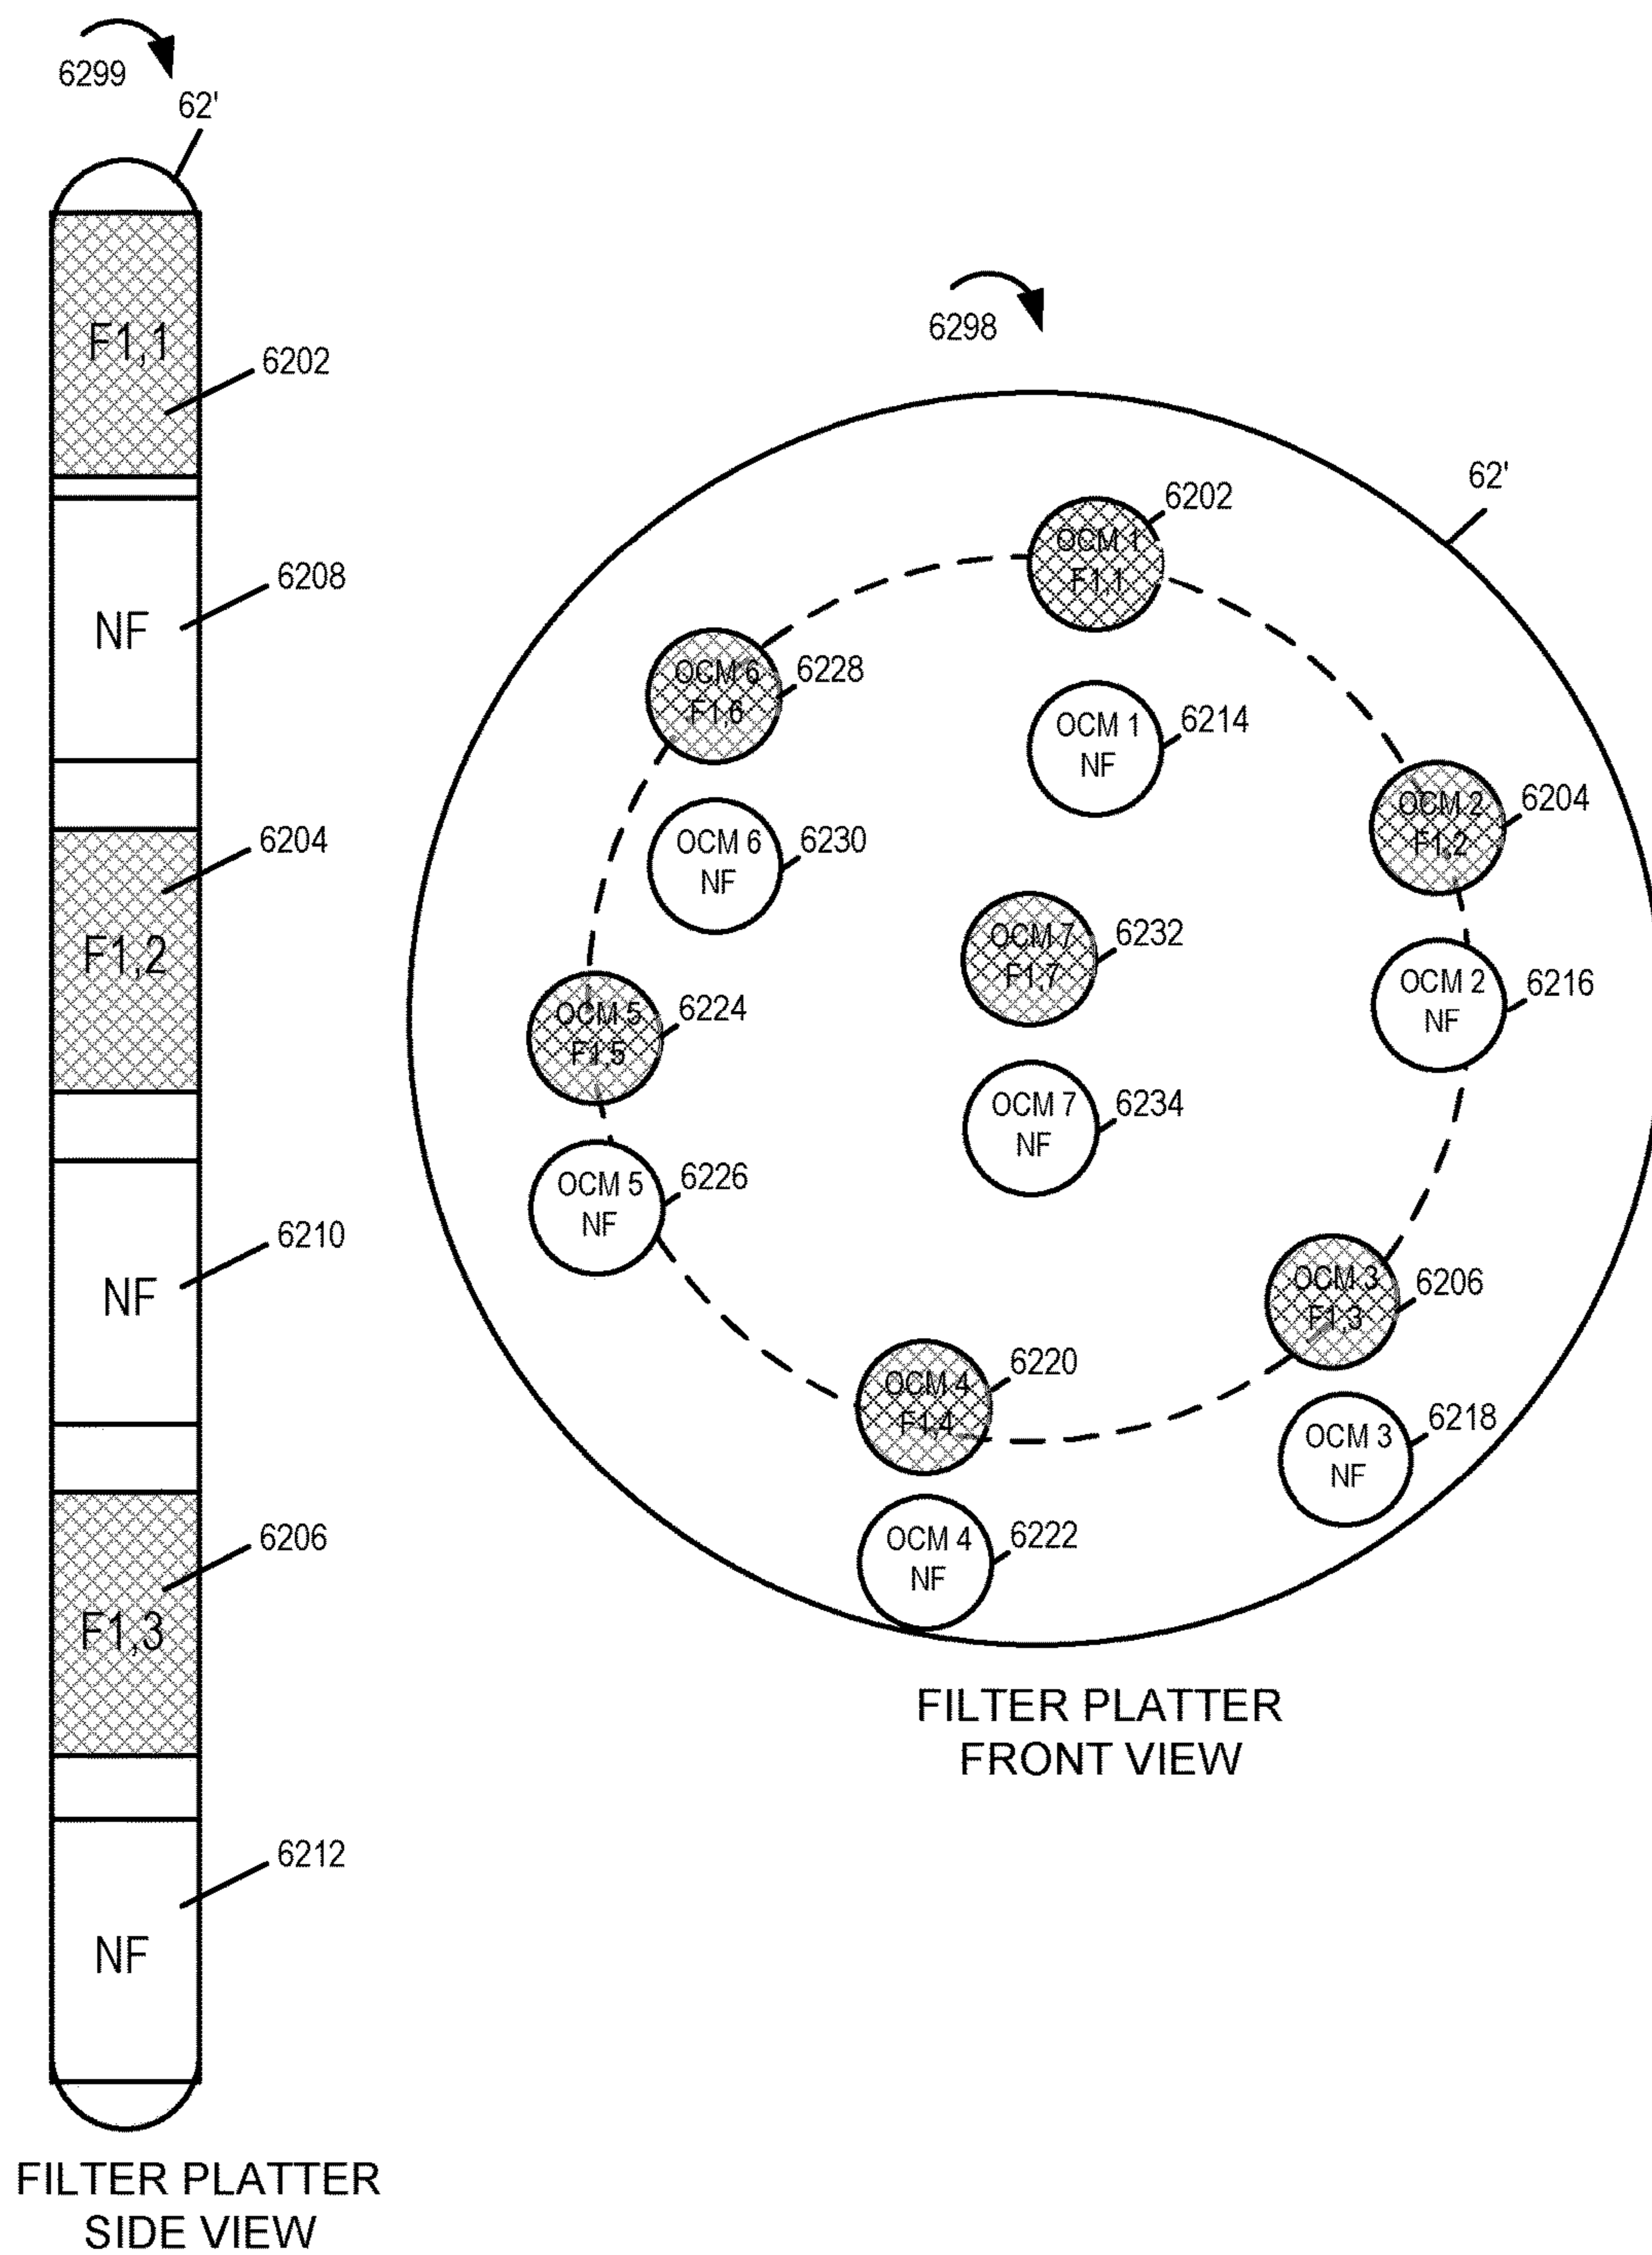 6299
62'
F1,1
6202
NF
6208
F1,2
6204
NF
6210
F1,3
6206
NF
6212
FILTER PLATTER
SIDE VIEW
6298
62'
OCM 1
F1,1
6202
OCM 6
F1,6
6228
OCM 1
NF
6214
OCM 2
F1,2
6204
OCM 6
NF
6230
OCM 7
F1,7
6232
OCM 2
NF
6216
OCM 5
F1,5
6224
OCM 7
NF
6234
OCM 5
NF
6226
OCM 3
F1,3
6206
OCM 4
F1,4
6220
OCM 3
NF
6218
OCM 4
NF
6222
FILTER PLATTER
FRONT VIEW